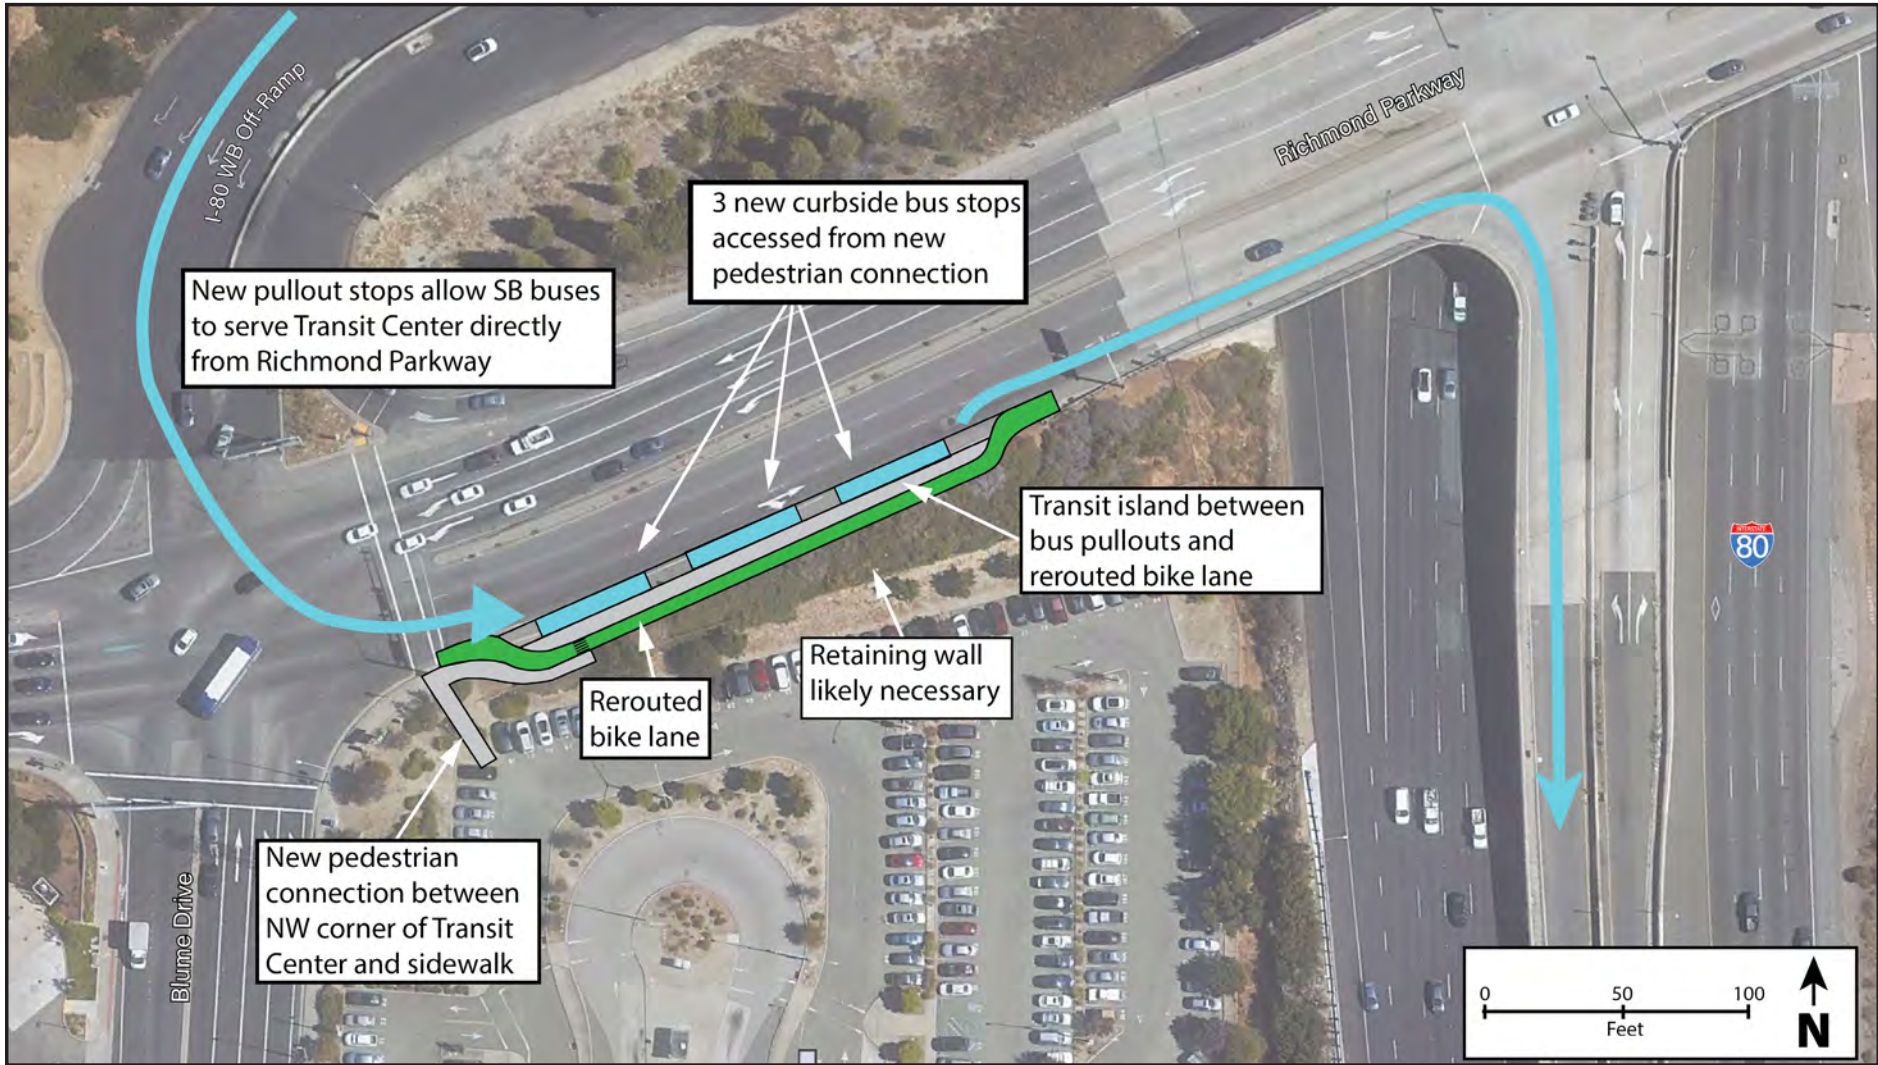 I-80 WB Off-Ramp
Richmond Parkway
3 new curbside bus stops
accessed from new
pedestrian connection
New pullout stops allow SB buses
to serve Transit Center directly
from Richmond Parkway
Transit island between
bus pullouts and
rerouted bike lane
INTERSTATE
80
Retaining wall
likely necessary
Rerouted
bike lane
New pedestrian
connection between
NW corner of Transit
Center and sidewalk
Blume Drive
0 50 100
Feet
N